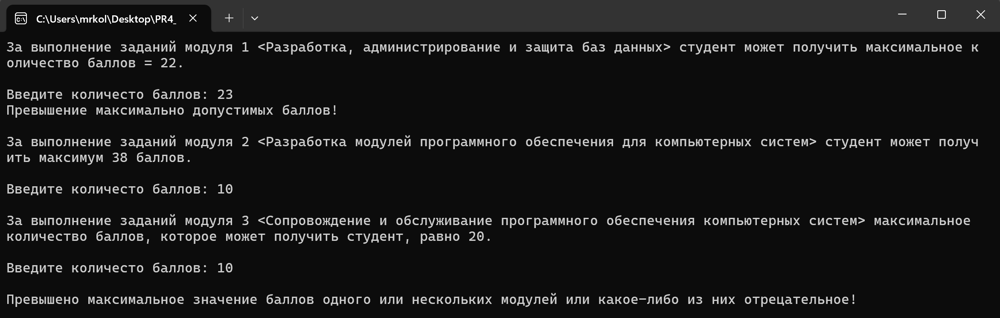 C:\Users\mrkol\Desktop\PR4_
За выполнение заданий модуля 1 <Разработка, администрирование и защита баз данных> студент может получить максимальное к
оличество баллов = 22.
Введите количесто баллов: 23
Превышение максимально допустимых баллов!
За выполнение заданий модуля 2 <Разработка модулей программного обеспечения для компьютерных систем> студент может получ
ить максимум 38 баллов.
Введите количесто баллов: 10
За выполнение заданий модуля 3 <Сопровождение и обслуживание программного обеспечения компьютерных систем> максимальное
количество баллов, которое может получить студент, равно 20.
Введите количесто баллов: 10
Превышено максимальное значение баллов одного или нескольких модулей или какое-либо из них отрецательное!